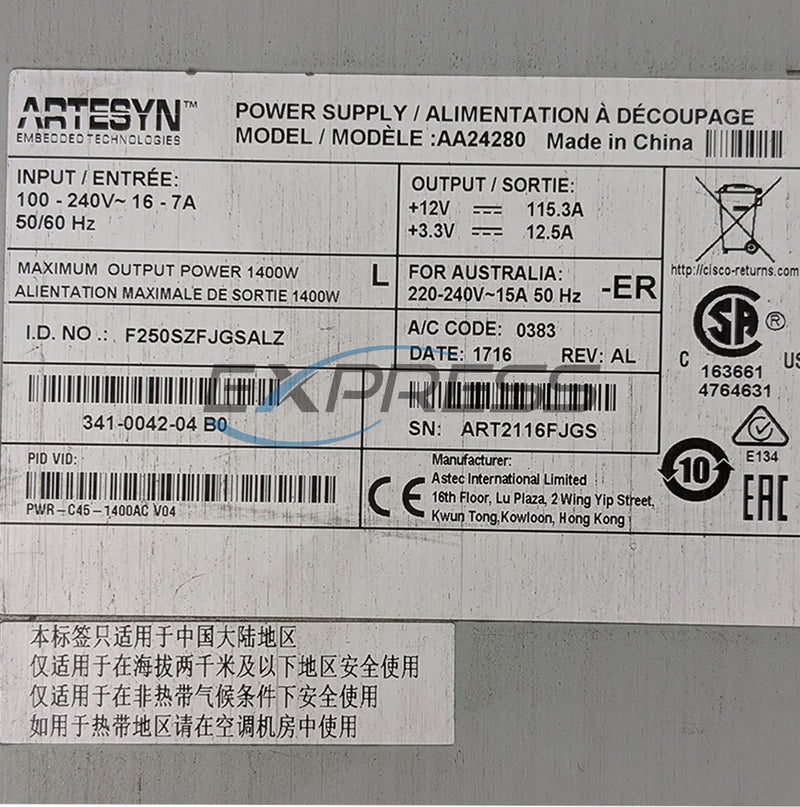 ARTESYN™
EMBEDDED TECHNOLOGIES
POWER SUPPLY / ALIMENTATION À DÉCOUPAGE
MODEL / MODÈLE :AA24280 Made in China
INPUT / ENTRÉE:
100 - 240V~ 16 - 7A
50/60 Hz
OUTPUT / SORTIE:
+12V 115.3A
+3.3V 12.5A
http://cisco-returns.com
MAXIMUM OUTPUT POWER 1400W
ALIENTATION MAXIMALE DE SORTIE 1400W
L
FOR AUSTRALIA:
220-240V~15A 50 Hz
-ER
I.D. NO .: F250SZFJGSALZ
A/C CODE: 0383
DATE: 1716 REV: AL
SA ®
C US
163661
4764631
341-0042-04 B0
EXPRESS
SN: ART2116FJGS
E134
PID VID:
PWR-C45-1400AC V04
CE
Manufacturer:
Astec International Limited
16th Floor, Lu Plaza, 2 Wing Yip Street,
Kwun Tong,Kowloon, Hong Kong
10
EAC
本标签只适用于中国大陆地区
仅适用于在海拔两千米及以下地区安全使用
仅适用于在非热带气候条件下安全使用
如用于热带地区请在空调机房中使用